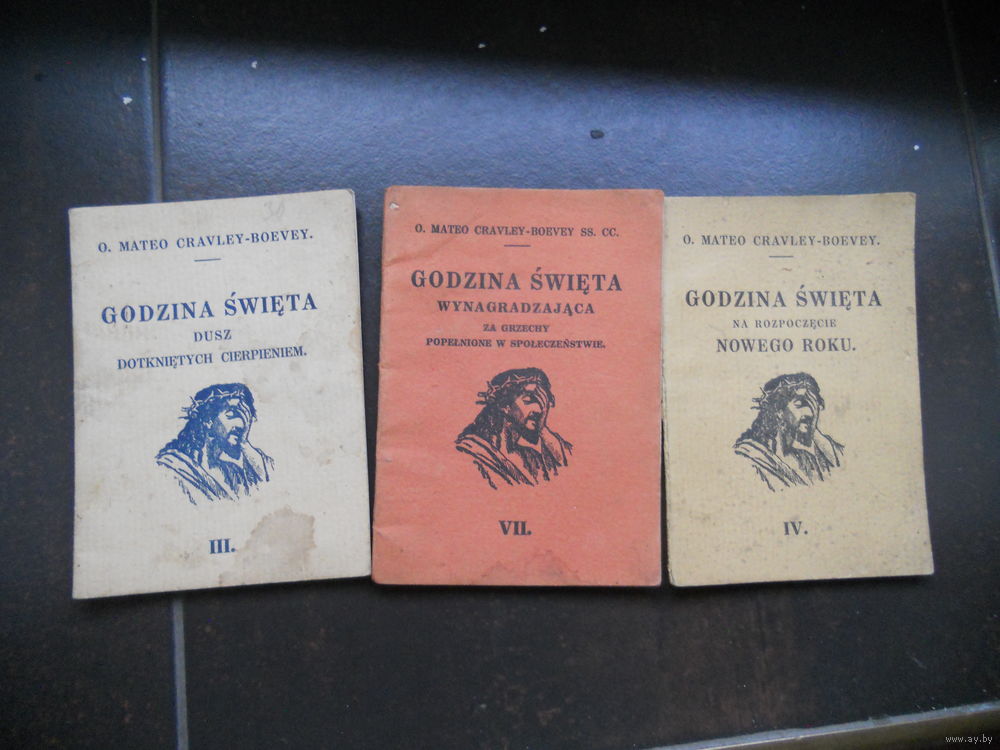 O. MATEO CRAVLEY-BOEVEY.
GODZINA ŚWIĘTA
DUSZ
DOTKNIĘTYCH CIERPIENIEM.
III.
O. MATEO CRAVLEY-BOEVEY SS. CC.
GODZINA ŚWIĘTA
WYNAGRADZAJĄCA
ZA GRZECHY
POPEŁNIONE W SPOŁECZEŃSTWIE.
VII.
O. MATEO CRAVLEY-BOEVEY.
GODZINA ŚWIĘTA
NA ROZPOCZĘCIE
NOWEGO ROKU.
IV.
www.ay.by